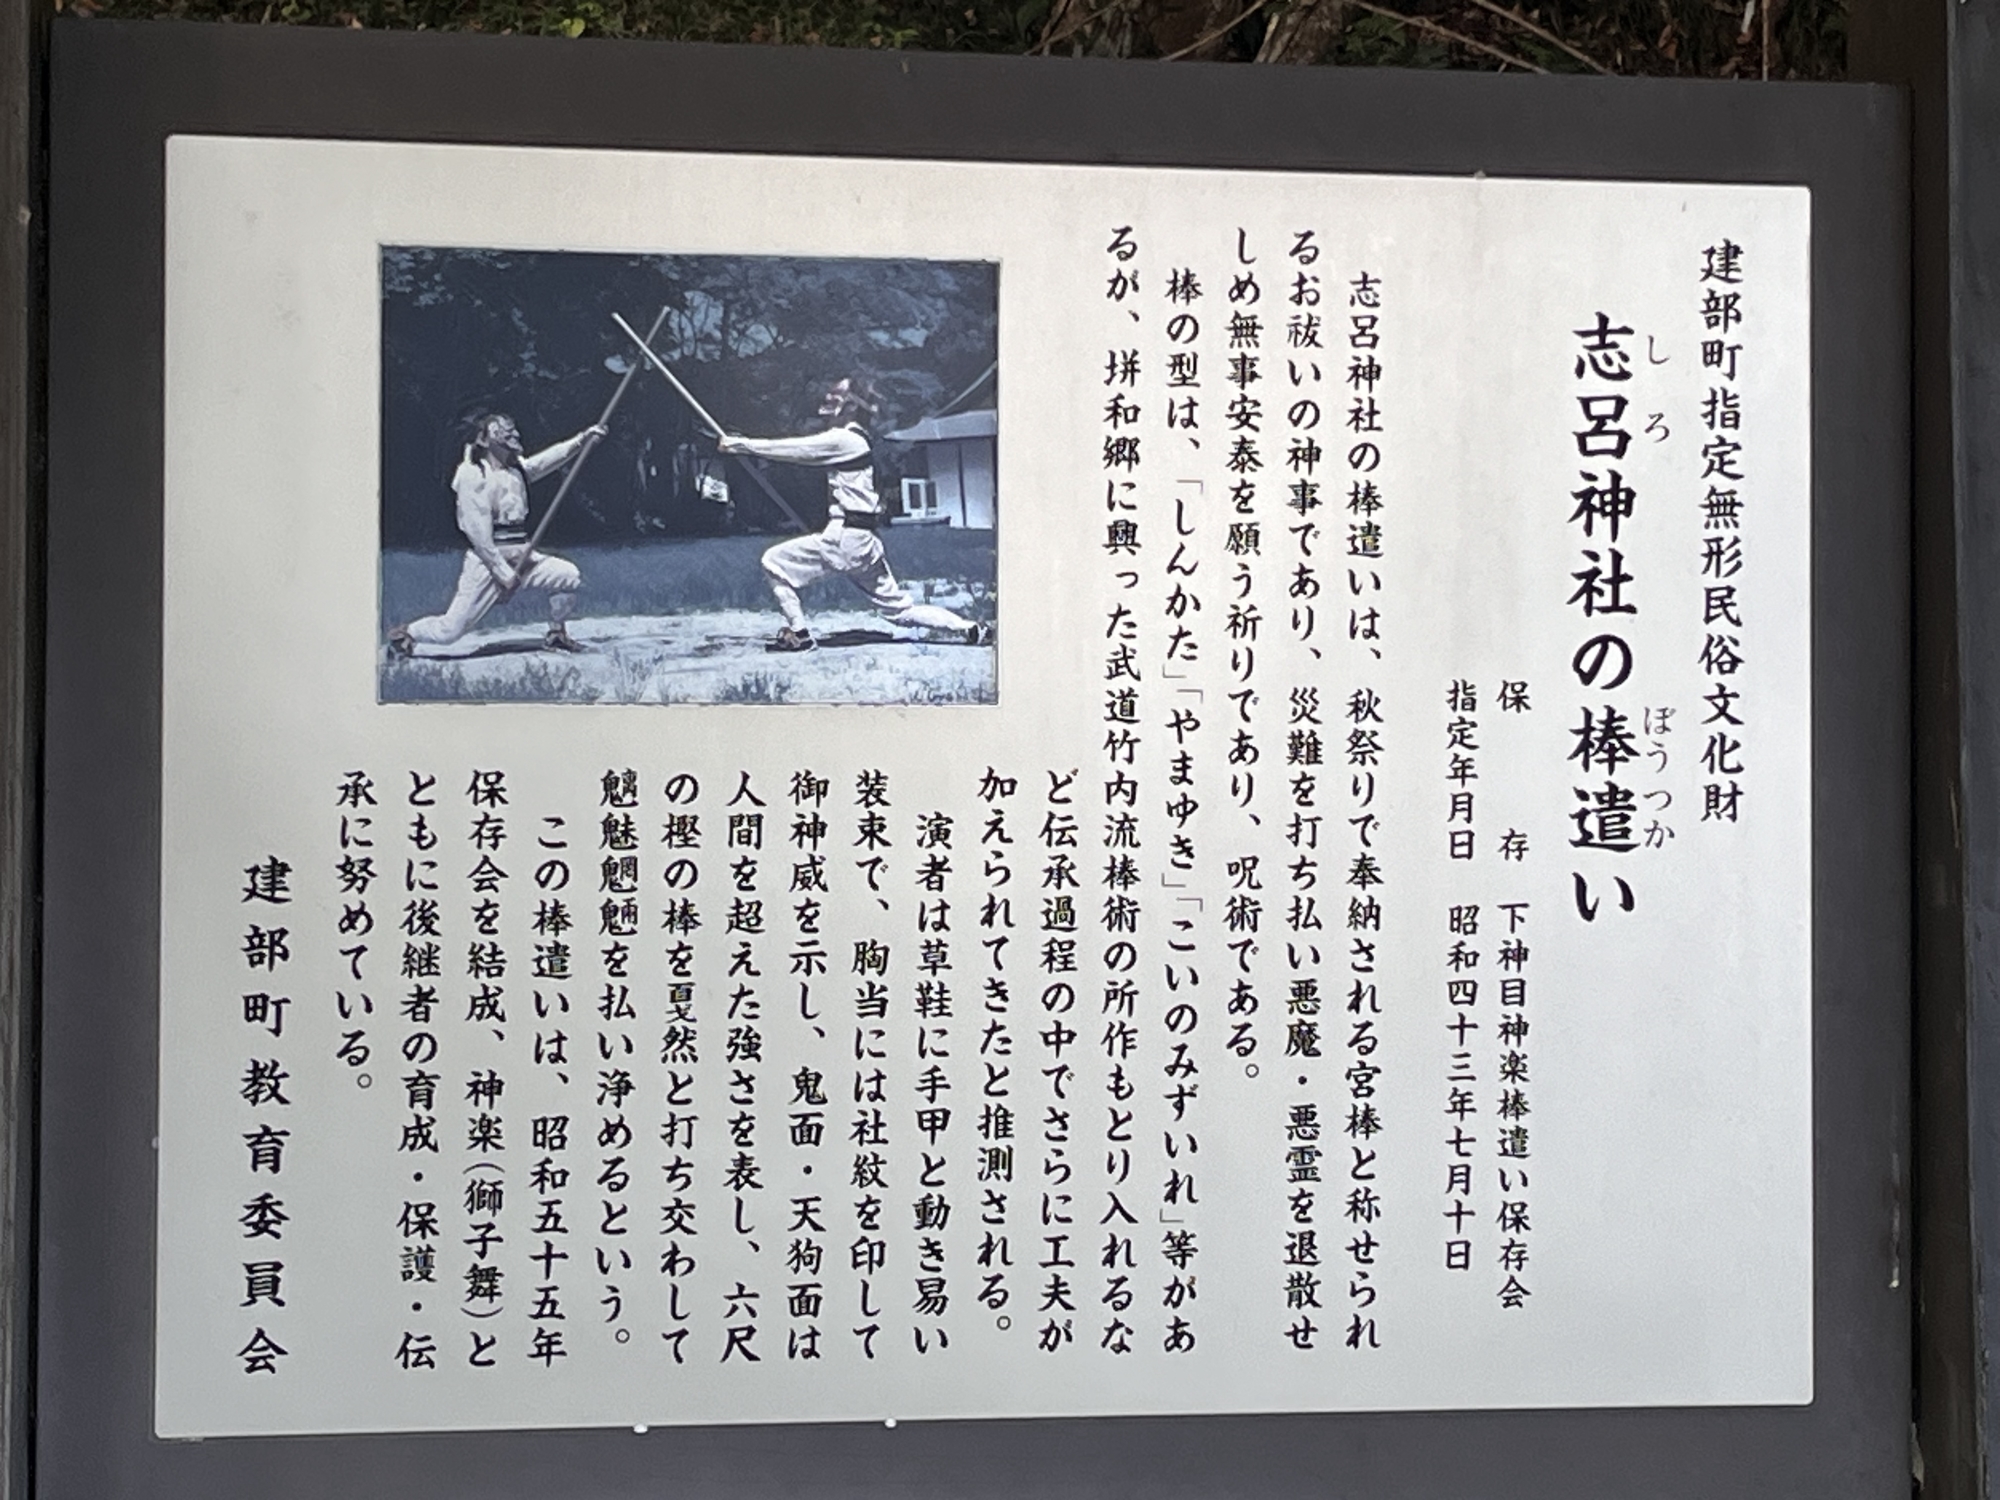 建部町指定無形民俗文化財
志呂神社の棒遣い
しろ ぼうつか
保存 下神目神楽棒遣い保存会
指定年月日 昭和四十三年七月十日
志呂神社の棒遣いは、秋祭りで奉納される宮棒と称せられ
るお祓いの神事であり、災難を打ち払い悪魔・悪霊を退散せ
しめ無事安泰を願う祈りであり、呪術である。
棒の型は、「しんかた」「やまゆき」「こいのみずいれ」等があ
るが、垪和郷に興った武道竹内流棒術の所作もとり入れるな
ど伝承過程の中でさらに工夫が
加えられてきたと推測される。
演者は草鞋に手甲と動き易い
装束で、胸当には社紋を印して
御神威を示し、鬼面・天狗面は
人間を超えた強さを表し、六尺
の樫の棒を戛然と打ち交わして
魑魅魍魎を払い浄めるという。
この棒遣いは、昭和五十五年
保存会を結成、神楽(獅子舞)と
ともに後継者の育成・保護・伝
承に努めている。
建部町教育委員会